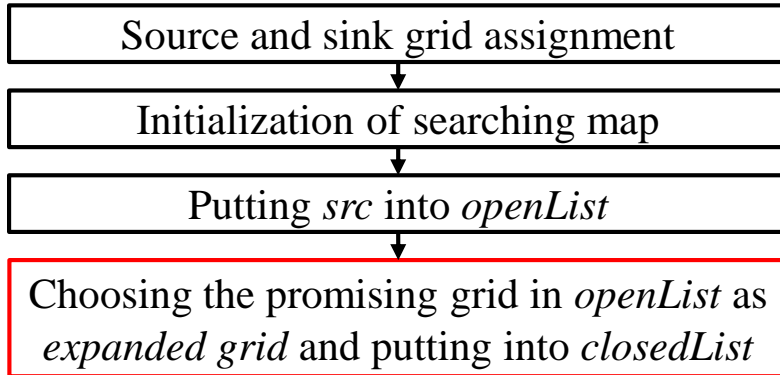 Source and sink grid assignment
Initialization of searching map
Putting src into openList
Choosing the promising grid in openList as
expanded grid and putting into closedList